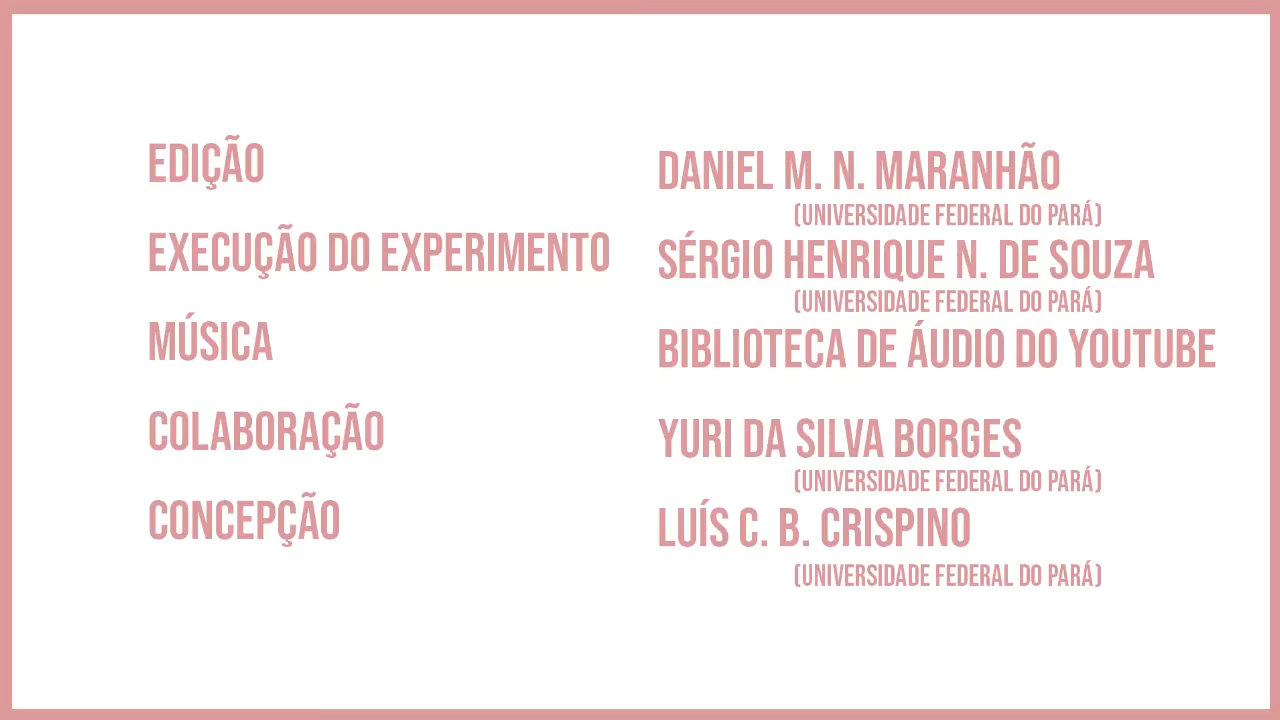 EDIÇÃO
DANIEL M. N. MARANHÃO
(UNIVERSIDADE FEDERAL DO PARÁ)
EXECUÇÃO DO EXPERIMENTO
SÉRGIO HENRIQUE N. DE SOUZA
(UNIVERSIDADE FEDERAL DO PARÁ)
MÚSICA
BIBLIOTECA DE ÁUDIO DO YOUTUBE
COLABORAÇÃO
YURI DA SILVA BORGES
(UNIVERSIDADE FEDERAL DO PARÁ)
CONCEPÇÃO
LUÍS C. B. CRISPINO
(UNIVERSIDADE FEDERAL DO PARÁ)